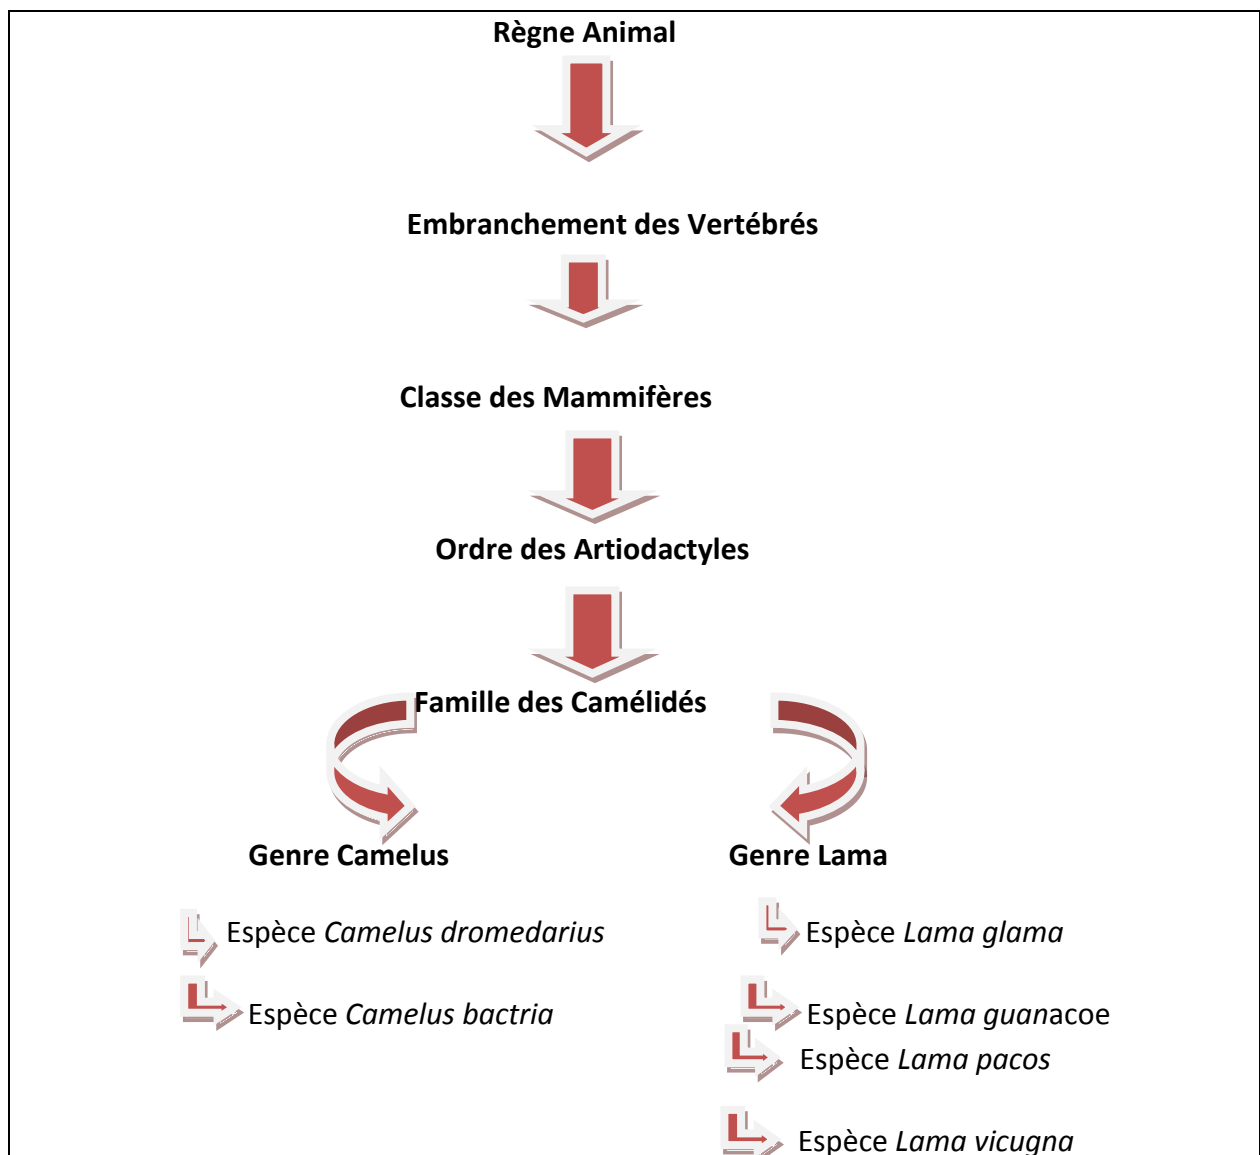 Règne Animal
Embranchement des Vertébrés
Classe des Mammifères
Ordre des Artiodactyles
Famille des Camélidés
Genre Camelus
Genre Lama
Espèce Camelus dromedarius
Espèce Lama glama
Espèce Camelus bactria
Espèce Lama guanacoe
Espèce Lama pacos
Espèce Lama vicugna